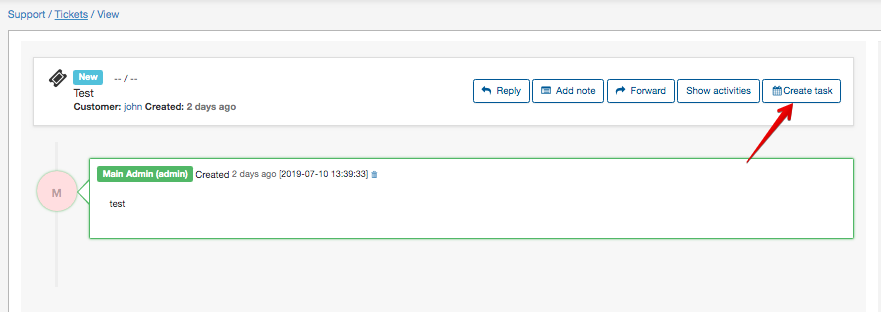 Support / Tickets / View
New -- / --
Test
Customer: john Created: 2 days ago
Reply Add note Forward Show activities Create task
M
Main Admin (admin) Created 2 days ago [2019-07-10 13:39:33]
test